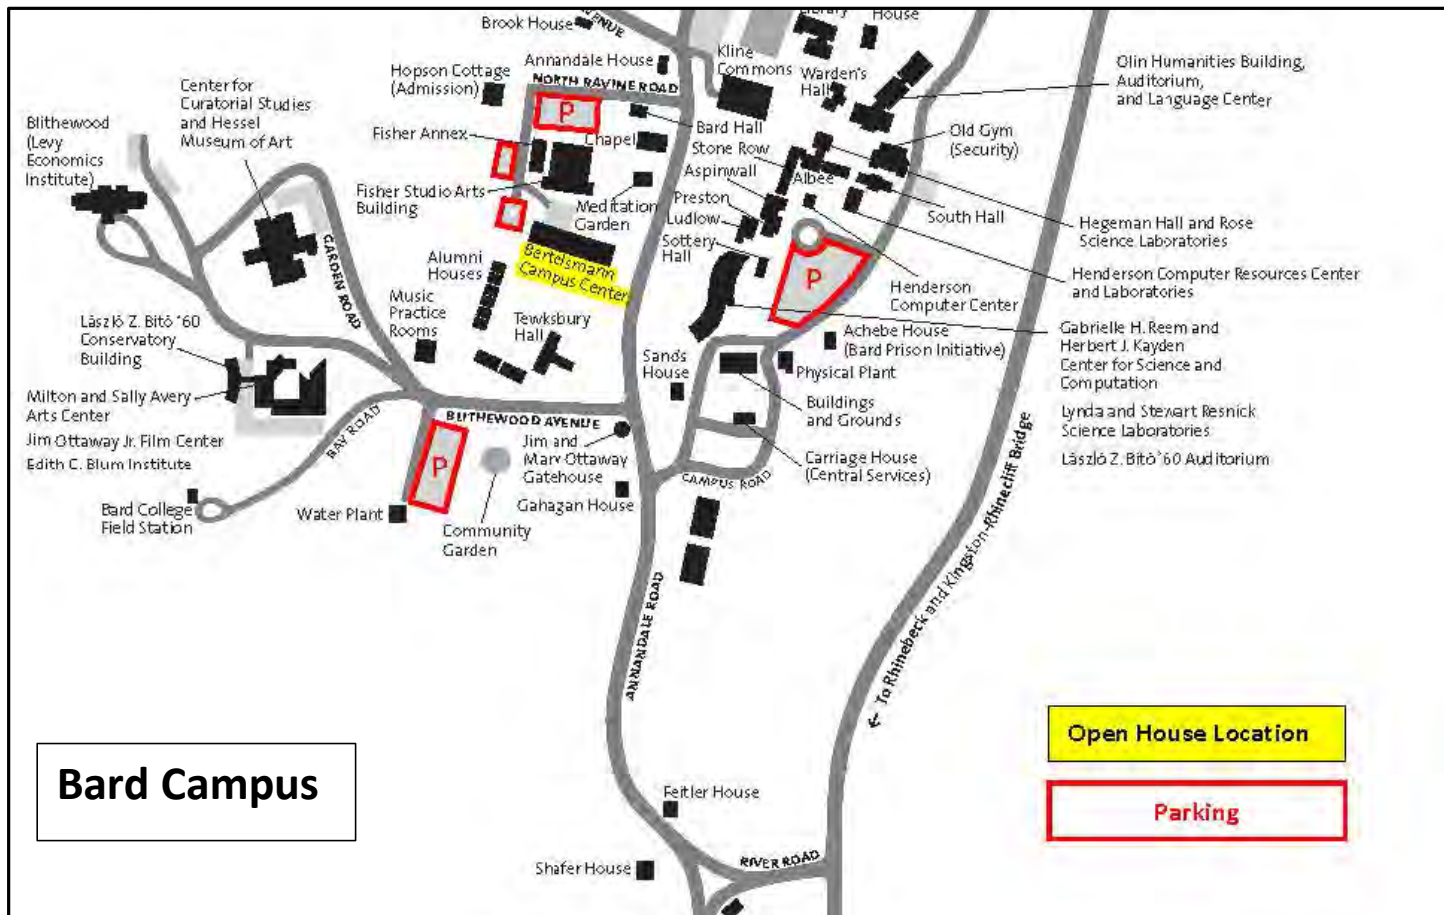 Brook House
AVENUE
Library
House
Annandale House
Kline
Commons
Warden's
Hall
Olin Humanities Building,
Auditorium,
and Language Center
Hopson Cottage
(Admission)
NORTH RAVINE ROAD
P
Center for
Curatorial Studies
and Hessel
Museum of Art
Blithewood
(Levy
Economics
Institute)
Fisher Annex
Chapel
Bard Hall
Stone Row
Aspinwall
Albee
Old Gym
(Security)
Fisher Studio Arts
Building
Meditation
Garden
Preston
Ludlow
Sottery
Hall
South Hall
Hegeman Hall and Rose
Science Laboratories
GARDEN ROAD
Alumni
Houses
Bertelsmann
Campus Center
P
Henderson
Computer Center
Henderson Computer Resources Center
and Laboratories
Music
Practice
Rooms
Tewksbury
Hall
László Z. Bitó '60
Conservatory
Building
Sands
House
Achebe House
(Bard Prison Initiative)
Physical Plant
Gabrielle H. Reem and
Herbert J. Kayden
Center for Science and
Computation
Milton and Sally Avery
Arts Center
Jim Ottaway Jr. Film Center
Edith C. Blum Institute
BAY ROAD
BLITHEWOOD AVENUE
Buildings
and Grounds
Lynda and Stewart Resnick
Science Laboratories
László Z. Bitó '60 Auditorium
P
Jim and
Mary Ottaway
Gatehouse
Gahagan House
Carriage House
(Central Services)
CAMPUS ROAD
Bard College
Field Station
Water Plant
Community
Garden
ANNANDALE ROAD
← To Rhinebeck and Kingston-Rhinecliff Bridge
Open House Location
Parking
Bard Campus
Feitler House
RIVER ROAD
Shafer House